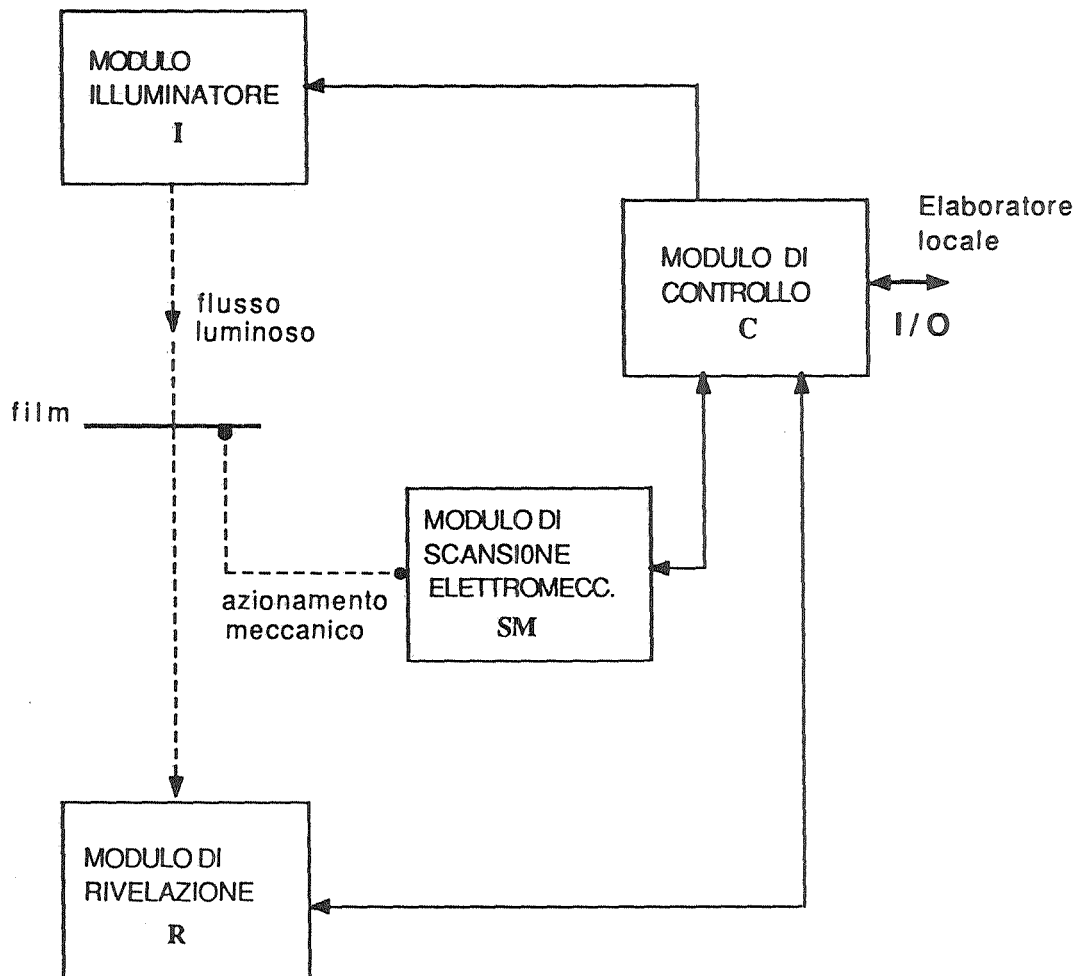 MODULO
ILLUMINATORE
I
Elaboratore
locale
MODULO DI
CONTROLLO
C
I/O
flusso
luminoso
film
MODULO DI
SCANSI0NE
ELETTROMECC.
SM
azionamento
meccanico
MODULO DI
RIVELAZIONE
R